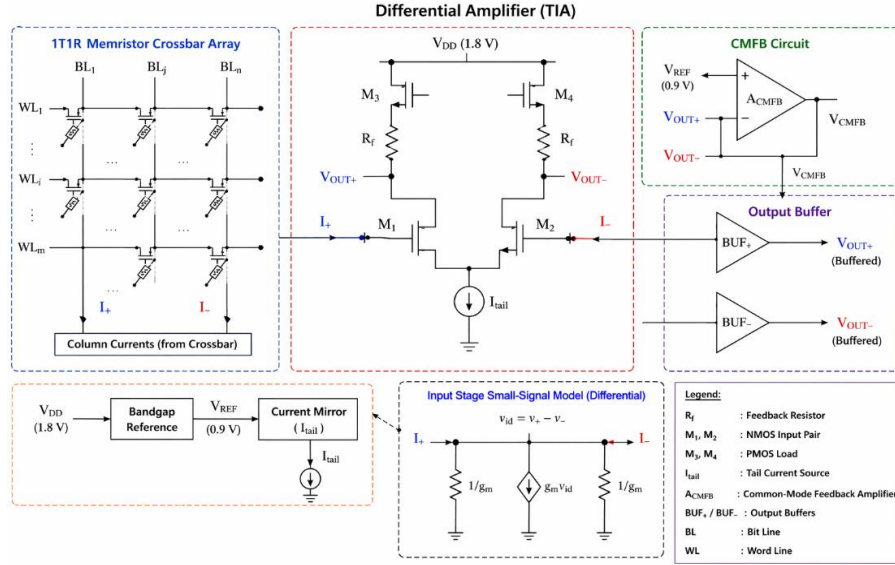 Differential Amplifier (TIA)
1T1R Memristor Crossbar Array
BL1 BLj BLn
WL1
WLj
WLm
I+ I−
Column Currents (from Crossbar)
VDD (1.8 V)
M3 M4
Rf Rf
VOUT+ VOUT−
I+ M1 M2 I−
Itail
CMFB Circuit
VREF
(0.9 V)
+
ACMFB
−
VOUT+
VOUT−
VCMFB
VCMFB
Output Buffer
BUF+
VOUT+
(Buffered)
BUF−
VOUT−
(Buffered)
VDD
(1.8 V)
Bandgap
Reference
VREF
(0.9 V)
Current Mirror
( Itail )
Itail
Input Stage Small-Signal Model (Differential)
vid = v+ − v−
I+ I−
1/gm gmvid 1/gm
Legend:
Rf : Feedback Resistor
M1, M2 : NMOS Input Pair
M3, M4 : PMOS Load
Itail : Tail Current Source
ACMFB : Common-Mode Feedback Amplifier
BUF+ / BUF− : Output Buffers
BL : Bit Line
WL : Word Line